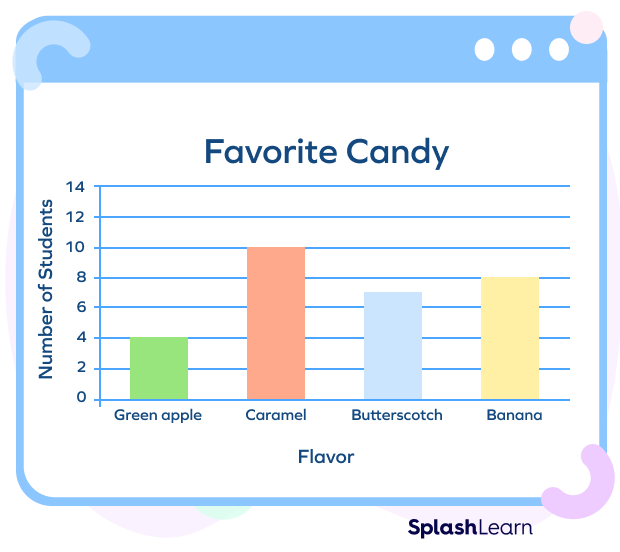 Favorite Candy
Number of Students
14
12
10
8
6
4
2
0
Green apple Caramel Butterscotch Banana
Flavor
SplashLearn